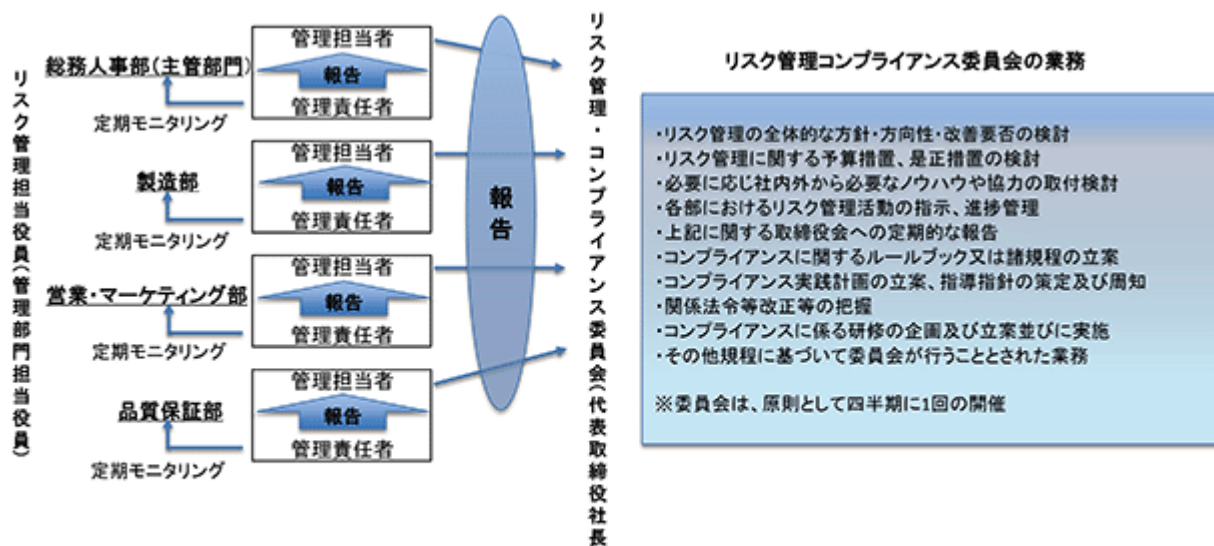 リスク管理担当役員(管理部門担当役員)
総務人事部(主管部門)
定期モニタリング
管理担当者
報告
管理責任者
製造部
定期モニタリング
管理担当者
報告
管理責任者
営業・マーケティング部
定期モニタリング
管理担当者
報告
管理責任者
品質保証部
定期モニタリング
管理担当者
報告
管理責任者
報告
リスク管理・コンプライアンス委員会(代表取締役社長
リスク管理コンプライアンス委員会の業務
・リスク管理の全体的な方針・方向性・改善要否の検討
・リスク管理に関する予算措置、是正措置の検討
・必要に応じ社内外から必要なノウハウや協力の取付検討
・各部におけるリスク管理活動の指示、進捗管理
・上記に関する取締役会への定期的な報告
・コンプライアンスに関するルールブック又は諸規程の立案
・コンプライアンス実践計画の立案、指導指針の策定及び周知
・関係法令等改正等の把握
・コンプライアンスに係る研修の企画及び立案並びに実施
・その他規程に基づいて委員会が行うこととされた業務
※委員会は、原則として四半期に1回の開催